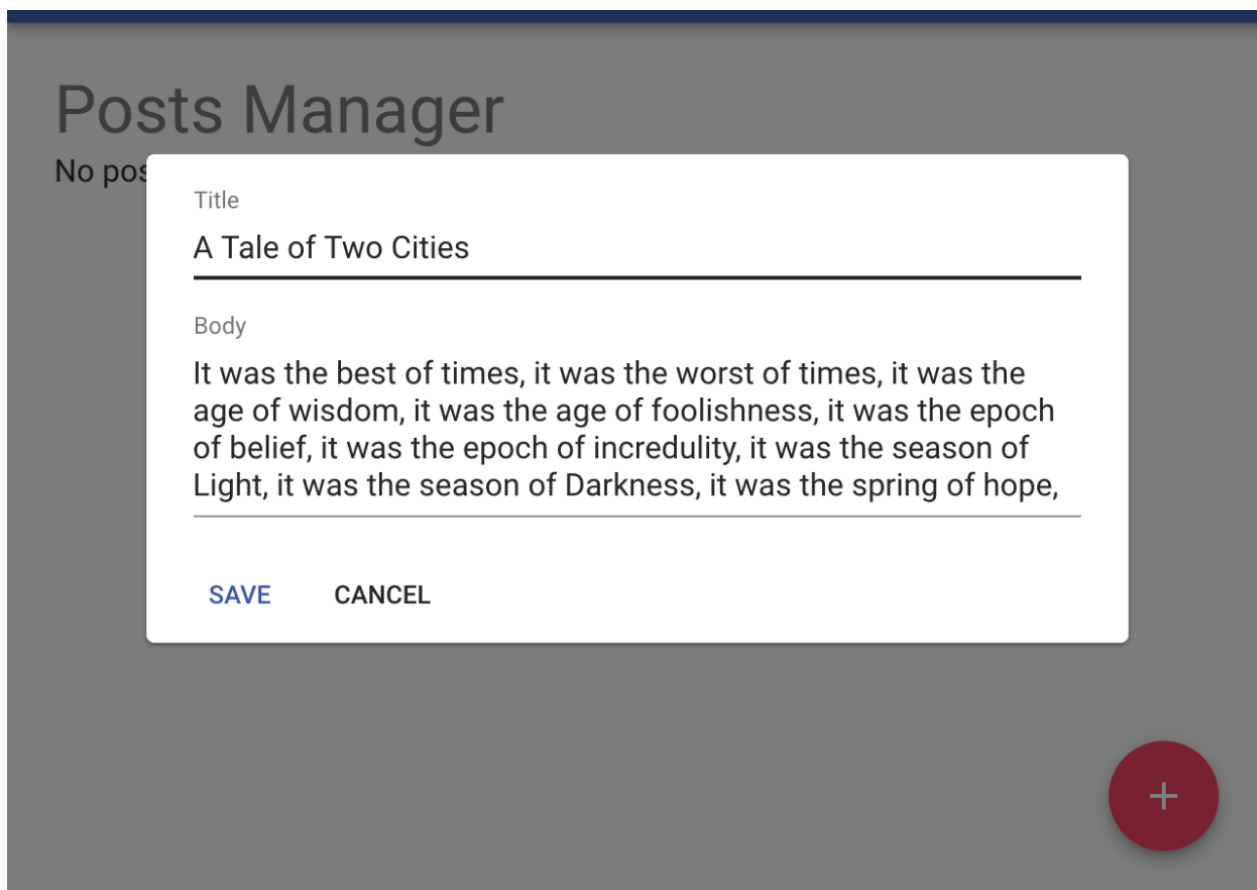 Posts Manager
No pos
Title
A Tale of Two Cities
Body
It was the best of times, it was the worst of times, it was the
age of wisdom, it was the age of foolishness, it was the epoch
of belief, it was the epoch of incredulity, it was the season of
Light, it was the season of Darkness, it was the spring of hope,
SAVE CANCEL
+